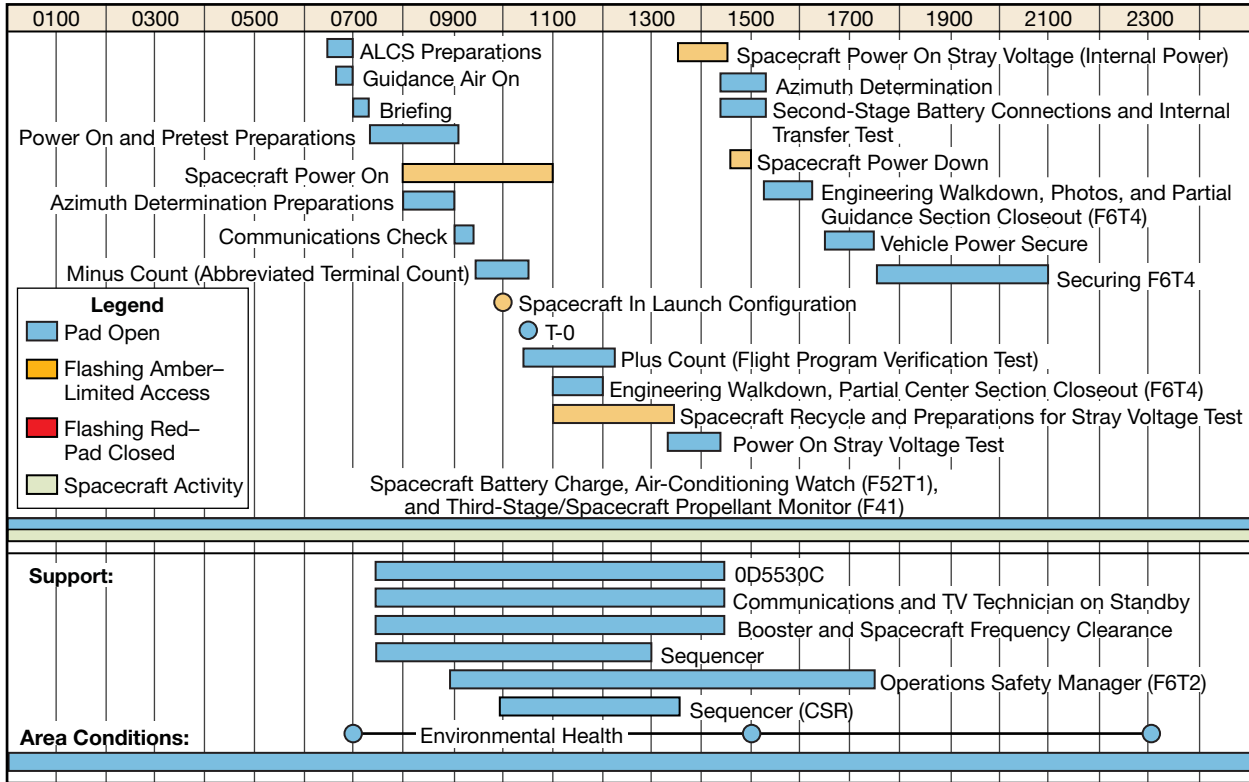 0100 0300 0500 0700 0900 1100 1300 1500 1700 1900 2100 2300
ALCS Preparations
Guidance Air On
Briefing
Power On and Pretest Preparations
Spacecraft Power On
Azimuth Determination Preparations
Communications Check
Minus Count (Abbreviated Terminal Count)
Spacecraft In Launch Configuration
T-0
Plus Count (Flight Program Verification Test)
Engineering Walkdown, Partial Center Section Closeout (F6T4)
Spacecraft Recycle and Preparations for Stray Voltage Test
Power On Stray Voltage Test
Spacecraft Power On Stray Voltage (Internal Power)
Azimuth Determination
Second-Stage Battery Connections and Internal
Transfer Test
Spacecraft Power Down
Engineering Walkdown, Photos, and Partial
Guidance Section Closeout (F6T4)
Vehicle Power Secure
Securing F6T4
Legend
Pad Open
Flashing Amber–
Limited Access
Flashing Red–
Pad Closed
Spacecraft Activity
Spacecraft Battery Charge, Air-Conditioning Watch (F52T1),
and Third-Stage/Spacecraft Propellant Monitor (F41)
Support:
0D5530C
Communications and TV Technician on Standby
Booster and Spacecraft Frequency Clearance
Sequencer
Operations Safety Manager (F6T2)
Sequencer (CSR)
Area Conditions:
Environmental Health